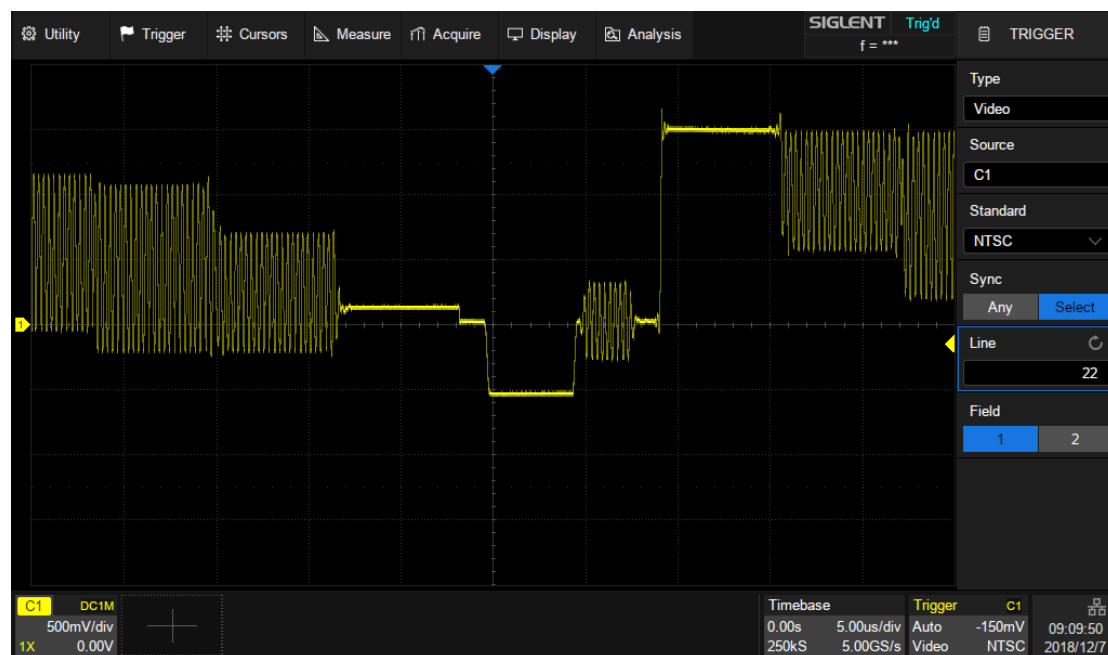 Utility Trigger Cursors Measure Acquire Display Analysis SIGLENT Trig'd TRIGGER
f = ***
Type
Video
Source
C1
Standard
NTSC
Sync
Any Select
Line
22
Field
1 2
1
C1 DC1M
500mV/div
1X 0.00V
Timebase
0.00s 5.00us/div
250kS 5.00GS/s
Trigger C1
Auto -150mV
Video NTSC
09:09:50
2018/12/7